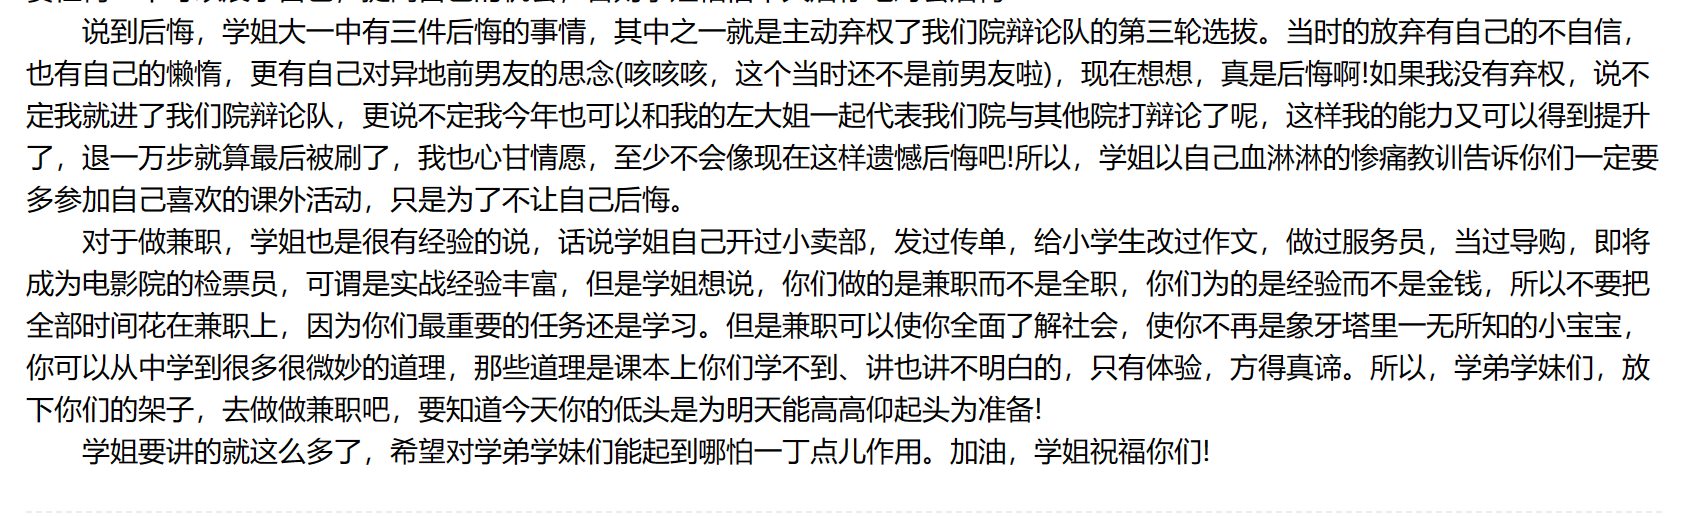 说到后悔，学姐大一中有三件后悔的事情，其中之一就是主动弃权了我们院辩论队的第三轮选拔。当时的放弃有自己的不自信，
也有自己的懒惰，更有自己对异地前男友的思念(咳咳咳，这个当时还不是前男友啦)，现在想想，真是后悔啊!如果我没有弃权，说不
定我就进了我们院辩论队，更说不定我今年也可以和我的左大姐一起代表我们院与其他院打辩论了呢，这样我的能力又可以得到提升
了，退一万步就算最后被刷了，我也心甘情愿，至少不会像现在这样遗憾后悔吧!所以，学姐以自己血淋淋的惨痛教训告诉你们一定要
多参加自己喜欢的课外活动，只是为了不让自己后悔。
对于做兼职，学姐也是很有经验的说，话说学姐自己开过小卖部，发过传单，给小学生改过作文，做过服务员，当过导购，即将
成为电影院的检票员，可谓是实战经验丰富，但是学姐想说，你们做的是兼职而不是全职，你们为的是经验而不是金钱，所以不要把
全部时间花在兼职上，因为你们最重要的任务还是学习。但是兼职可以使你全面了解社会，使你不再是象牙塔里一无所知的小宝宝，
你可以从中学到很多很微妙的道理，那些道理是课本上你们学不到、讲也讲不明白的，只有体验，方得真谛。所以，学弟学妹们，放
下你们的架子，去做做兼职吧，要知道今天你的低头是为明天能高高仰起头为准备!
学姐要讲的就这么多了，希望对学弟学妹们能起到哪怕一丁点儿作用。加油，学姐祝福你们!